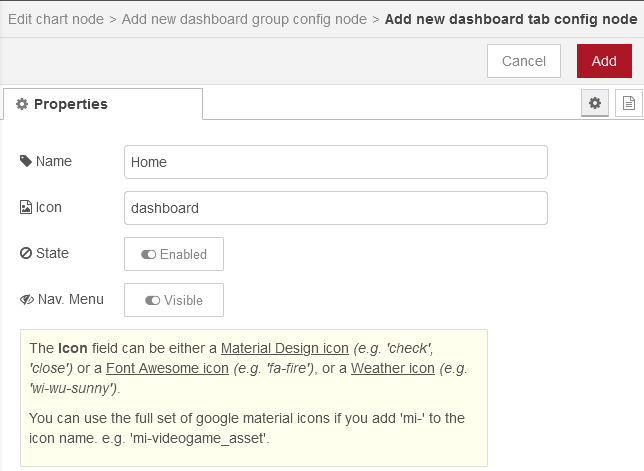 Edit chart node > Add new dashboard group config node > Add new dashboard tab config node
Cancel
Add
Properties
Name
Home
Icon
dashboard
State
Enabled
Nav. Menu
Visible
The Icon field can be either a Material Design icon (e.g. 'check',
'close') or a Font Awesome icon (e.g. 'fa-fire'), or a Weather icon (e.g.
'wi-wu-sunny').
You can use the full set of google material icons if you add 'mi-' to the
icon name. e.g. 'mi-videogame_asset'.